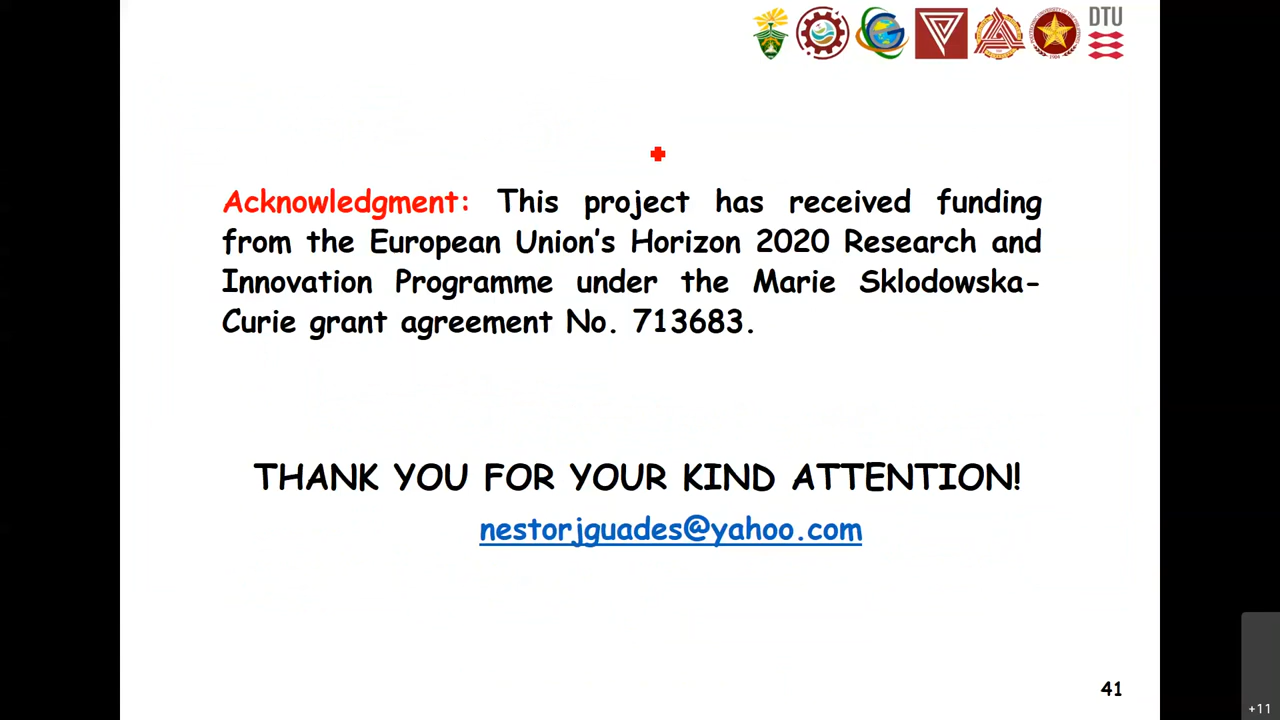 DTU
Acknowledgment: This project has received funding
from the European Union's Horizon 2020 Research and
Innovation Programme under the Marie Sklodowska-
Curie grant agreement No. 713683.
THANK YOU FOR YOUR KIND ATTENTION!
nestorjguades@yahoo.com
41
+11